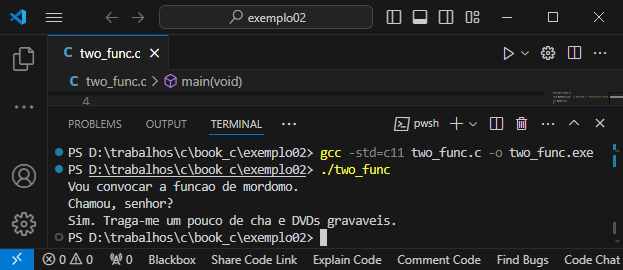 exemplo02
C two_func.c
C two_func.c > main(void)
4
PROBLEMS OUTPUT TERMINAL ... pwsh
PS D:\trabalhos\c\book_c\exemplo02> gcc -std=c11 two_func.c -o two_func.exe
PS D:\trabalhos\c\book_c\exemplo02> ./two_func
Vou convocar a funcao de mordomo.
Chamou, senhor?
Sim. Traga-me um pouco de cha e DVDs gravaveis.
PS D:\trabalhos\c\book_c\exemplo02>
0 0 0 Blackbox Share Code Link Explain Code Comment Code Find Bugs Code Chat